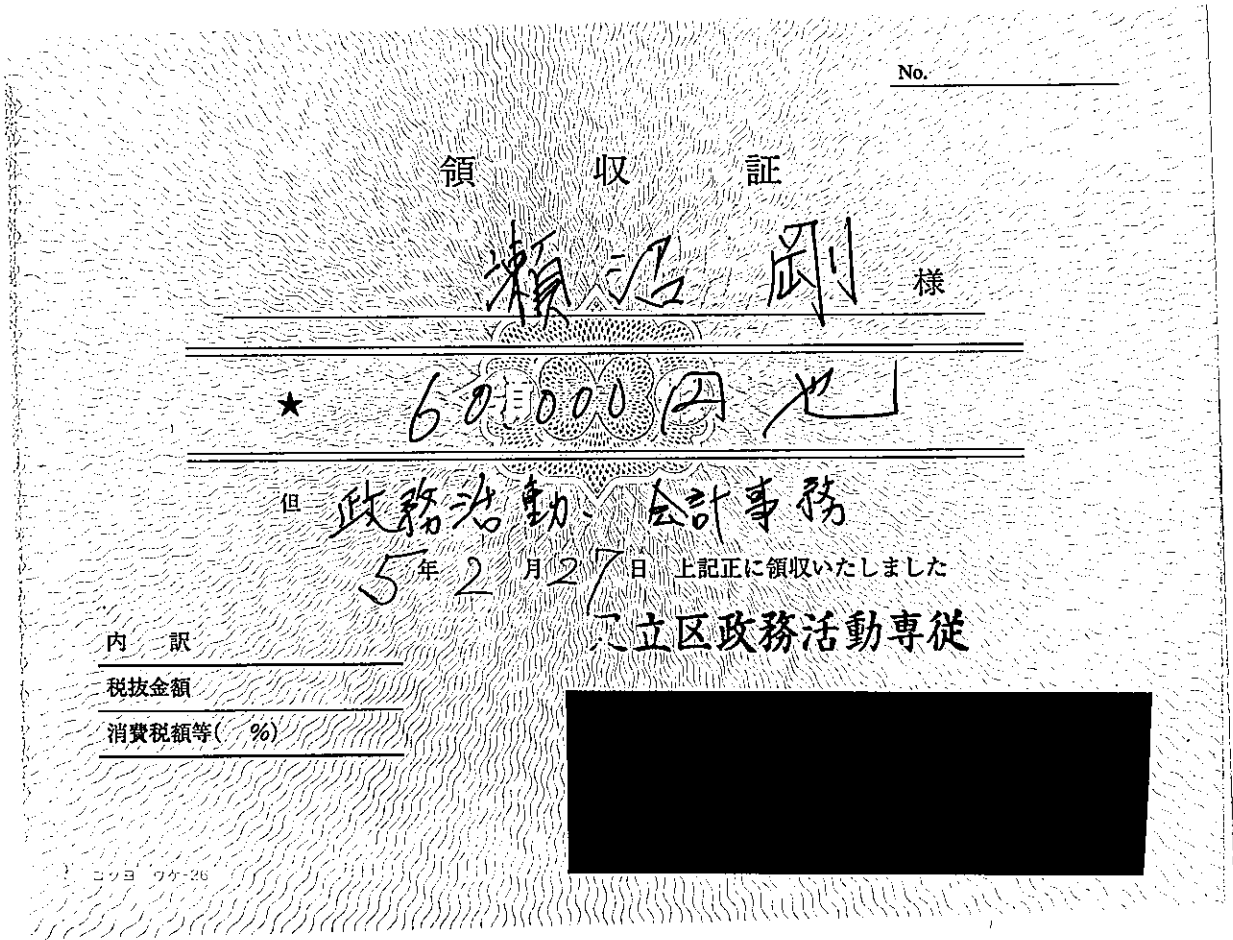 No.
領収証
瀬沼 剛 様
★ 60,000円也
但 政務活動、会計事務
5年2月27日 上記正に領収いたしました
立区政務活動専従
内訳
税抜金額
消費税額等( %)
コクヨ ウケ-26